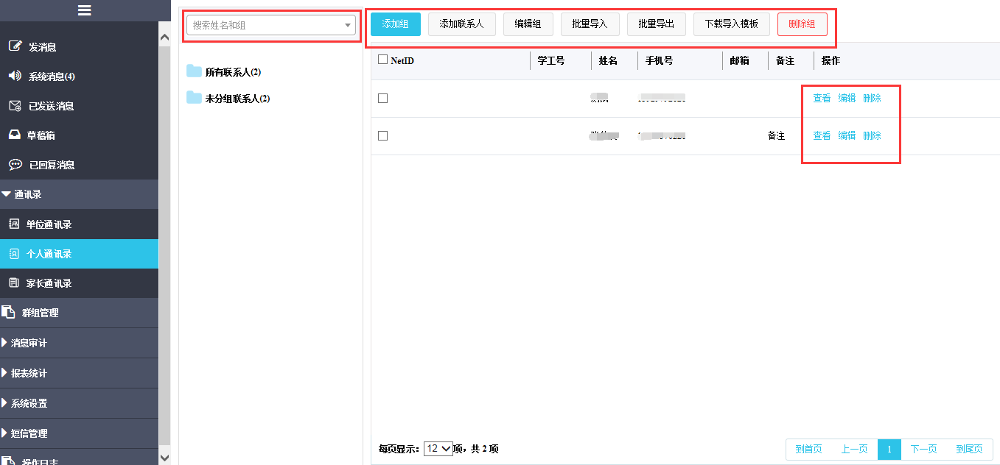 发消息
系统消息(4)
已发送消息
草稿箱
已回复消息
通讯录
单位通讯录
个人通讯录
家长通讯录
群组管理
消息审计
报表统计
系统设置
短信管理
操作日志
搜索姓名和组
所有联系人(2)
未分组联系人(2)
添加组 添加联系人 编辑组 批量导入 批量导出 下载导入模板 删除组
NetID 学工号 姓名 手机号 邮箱 备注 操作
查看 编辑 删除
备注 查看 编辑 删除
每页显示： 12 项，共 2 项 到首页 上一页 1 下一页 到尾页